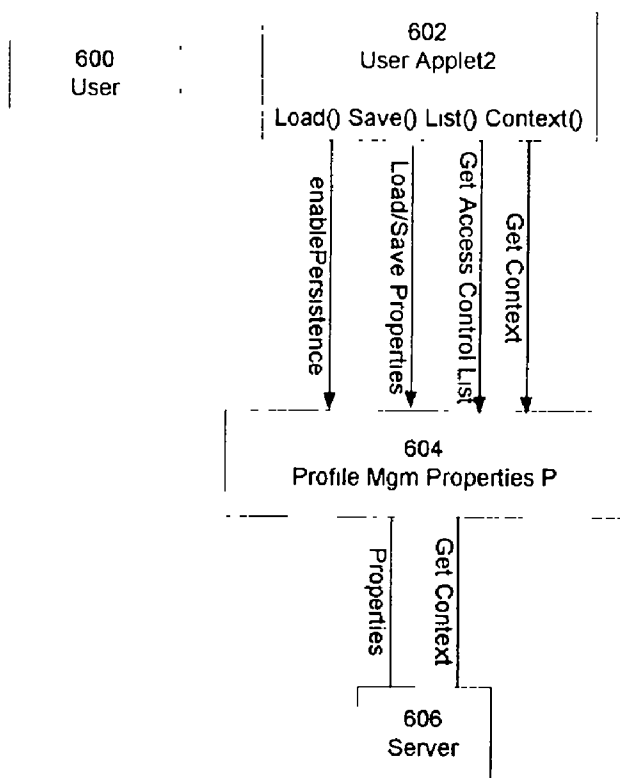 600
User
602
User Applet2
Load() Save() List() Context()
enablePersistence
Load/Save Properties
Get Access Control List
Get Context
604
Profile Mgm Properties P
Properties
Get Context
606
Server